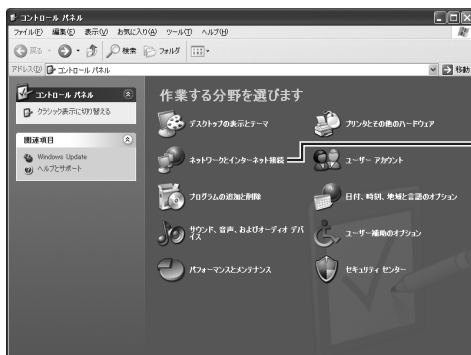 コントロール パネル
ファイル(F) 編集(E) 表示(V) お気に入り(A) ツール(T) ヘルプ(H)
戻る 検索 フォルダ
アドレス(D) コントロール パネル 移動
コントロール パネル
クラシック表示に切り替える
関連項目
Windows Update
ヘルプとサポート
作業する分野を選びます
デスクトップの表示とテーマ
プリンタとその他のハードウェア
ネットワークとインターネット接続
ユーザー アカウント
プログラムの追加と削除
日付、時刻、地域と言語のオプション
サウンド、音声、およびオーディオ デバ
イス
ユーザー補助のオプション
パフォーマンスとメンテナンス
セキュリティ センター